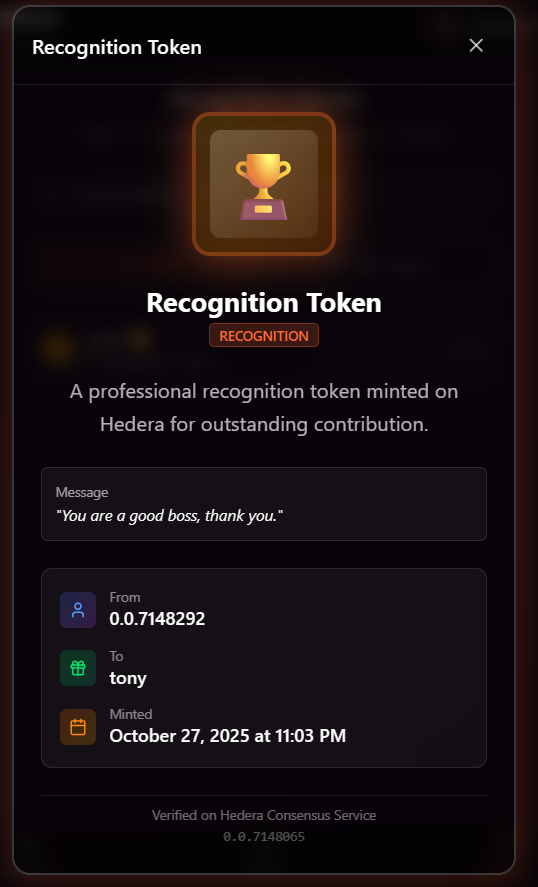 Recognition Token
Recognition Token
RECOGNITION
A professional recognition token minted on
Hedera for outstanding contribution.
Message
"You are a good boss, thank you."
From
0.0.7148292
To
tony
Minted
October 27, 2025 at 11:03 PM
Verified on Hedera Consensus Service
0.0.7148065